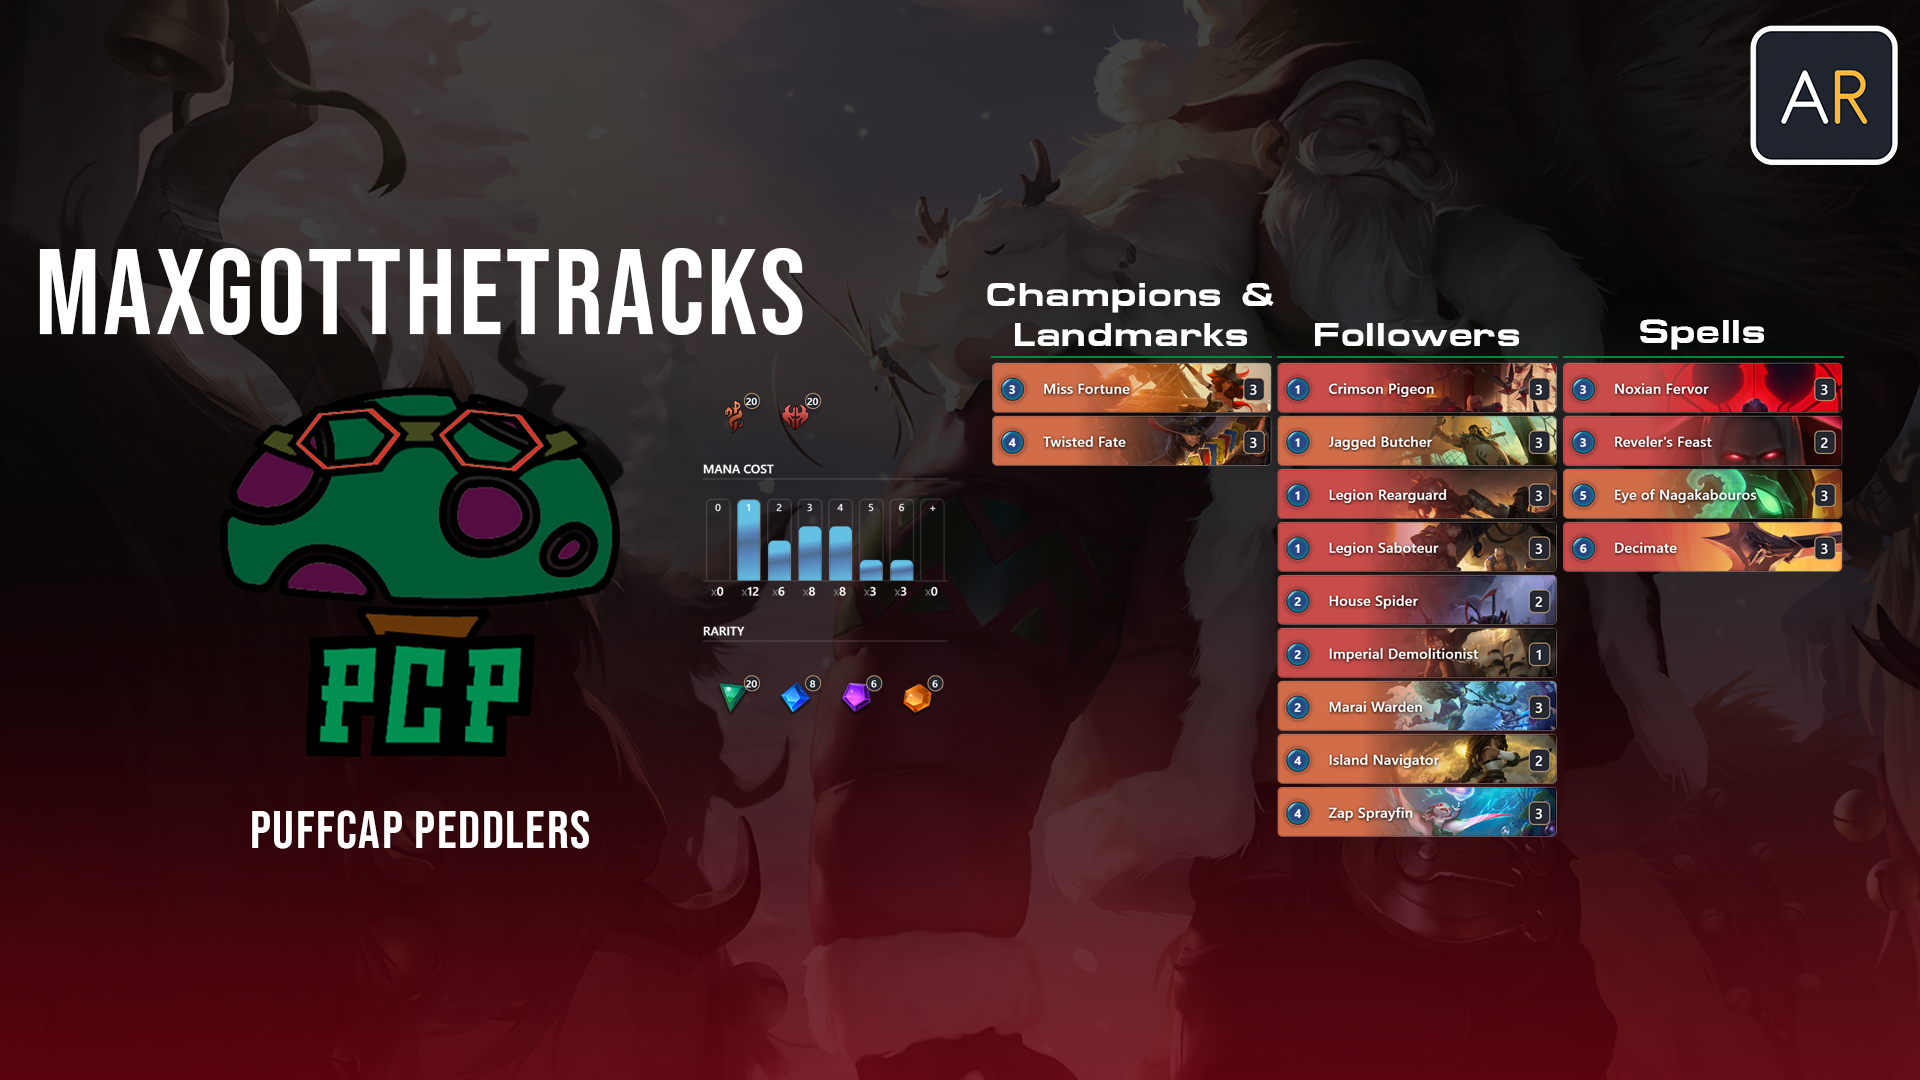 AR
MAXGOTTHETRACKS
PCP
PUFFCAP PEDDLERS
20 20
MANA COST
0 1 2 3 4 5 6 +
x0 x12 x6 x8 x8 x3 x3 x0
RARITY
20 8 6 6
Champions &
Landmarks
3 Miss Fortune 3
4 Twisted Fate 3
Followers
1 Crimson Pigeon 3
1 Jagged Butcher 3
1 Legion Rearguard 3
1 Legion Saboteur 3
2 House Spider 2
2 Imperial Demolitionist 1
2 Marai Warden 3
4 Island Navigator 2
4 Zap Sprayfin 3
Spells
3 Noxian Fervor 3
3 Reveler's Feast 2
5 Eye of Nagakabouros 3
6 Decimate 3